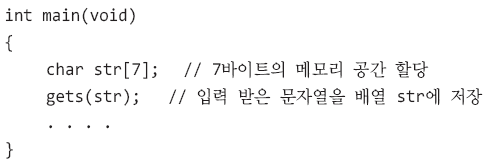 int main(void)
{
    char str[7];   // 7바이트의 메모리 공간 할당
    gets(str);   // 입력 받은 문자열을 배열 str에 저장
    . . . .
}